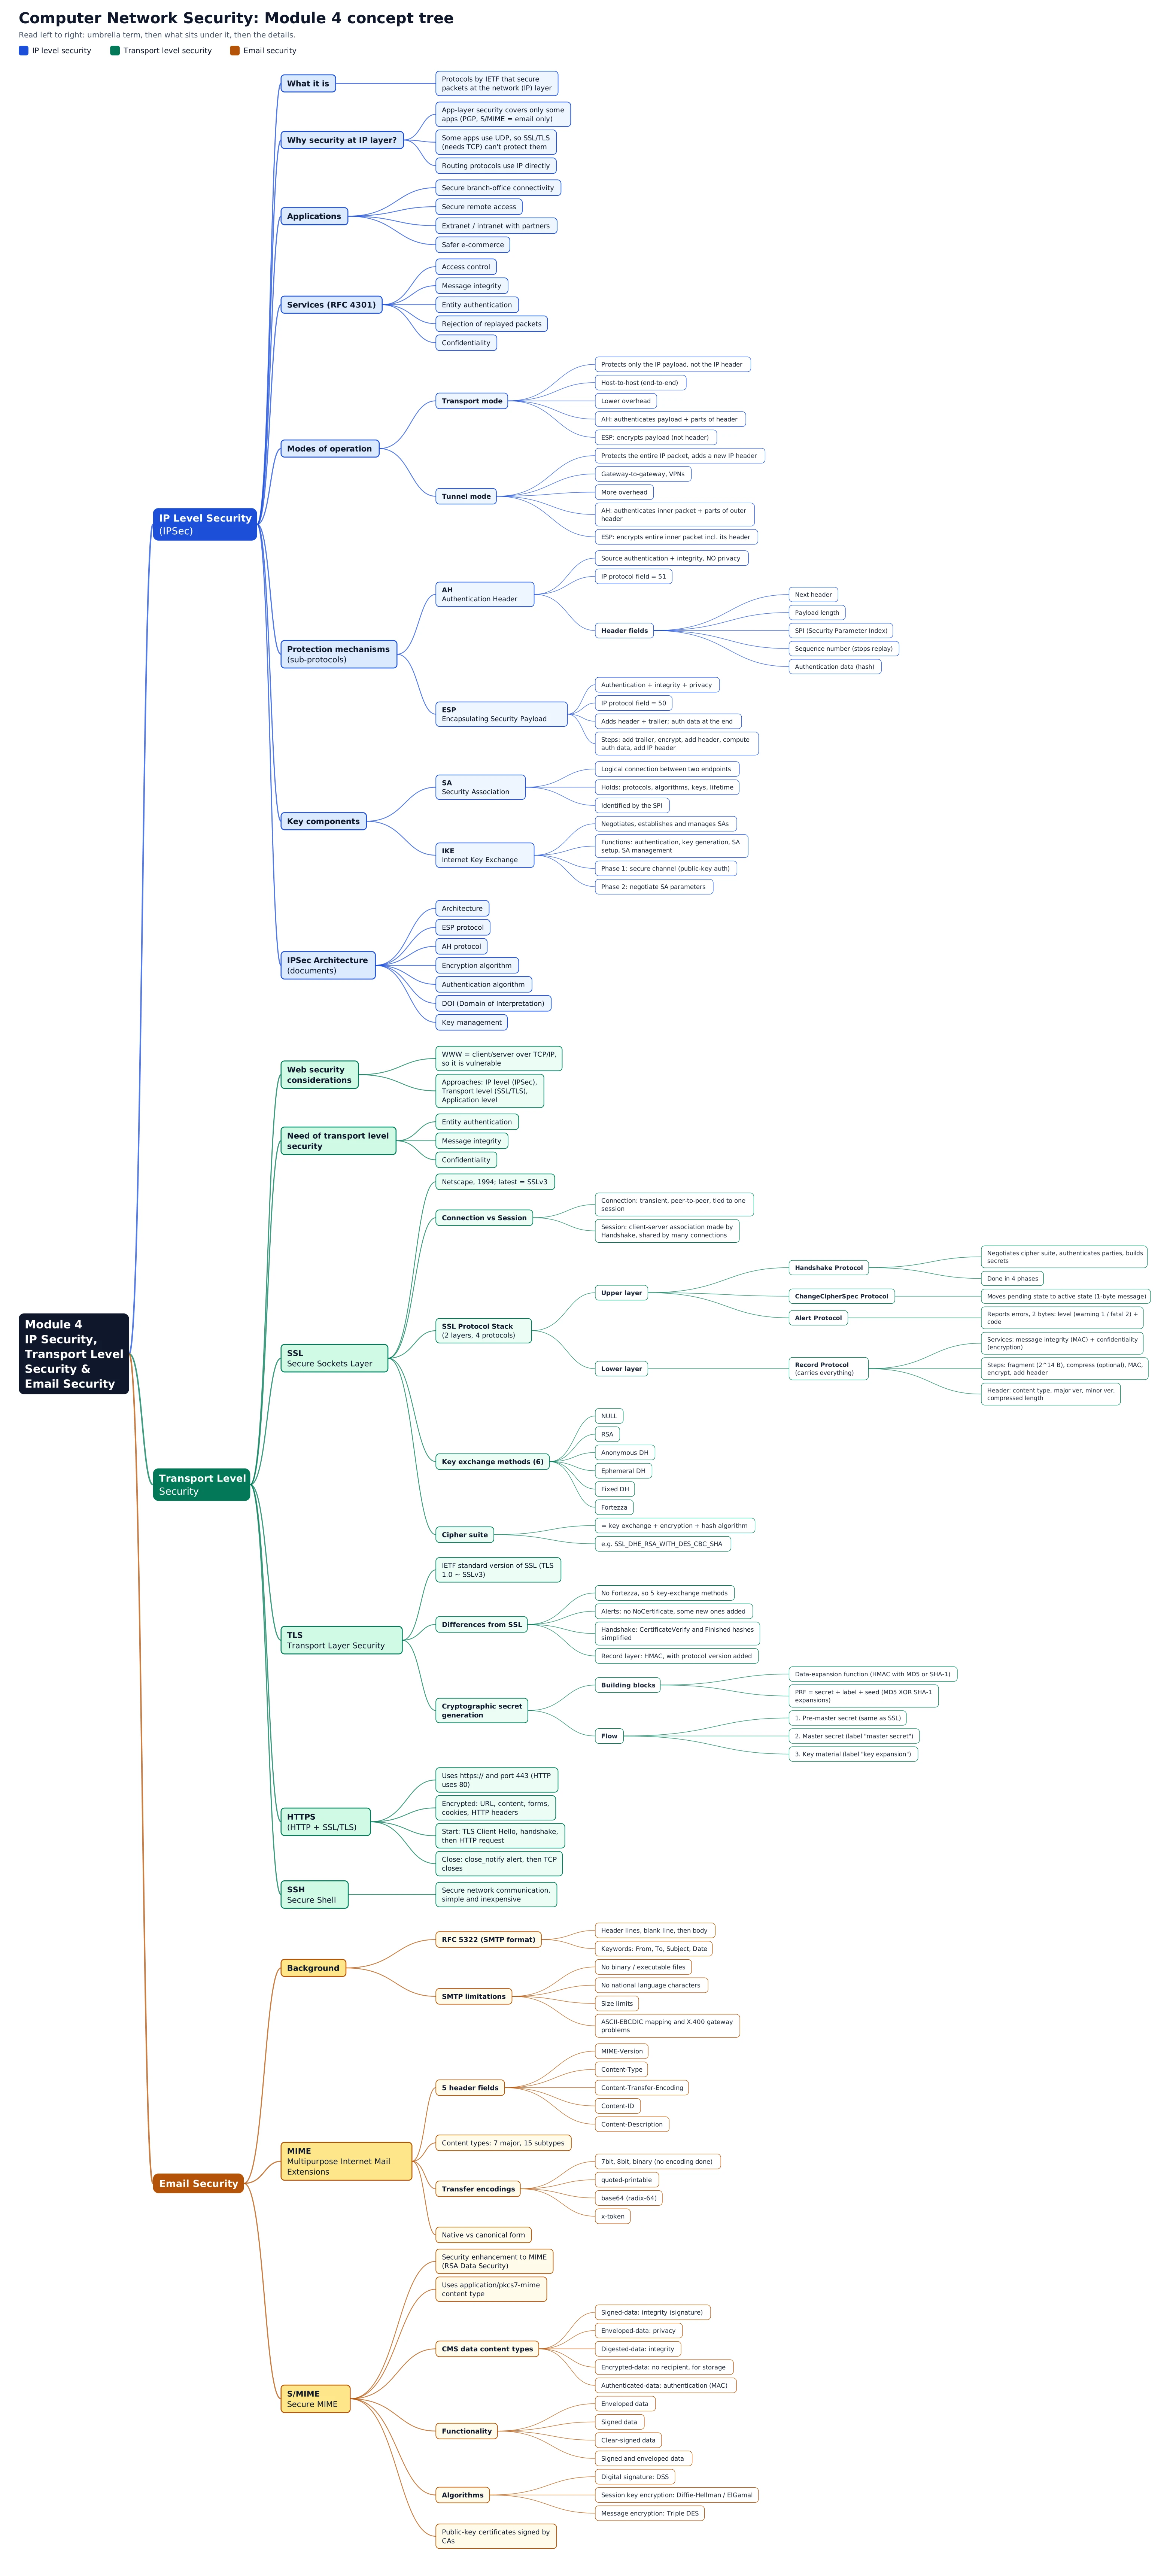 Computer Network Security: Module 4 concept tree
Read left to right: umbrella term, then what sits under it, then the details.
IP level security
Transport level security
Email security
Module 4
IP Security,
Transport Level
Security &
Email Security
IP Level Security
(IPSec)
What it is
Protocols by IETF that secure
packets at the network (IP) layer
Why security at IP layer?
App-layer security covers only some
apps (PGP, S/MIME = email only)
Some apps use UDP, so SSL/TLS
(needs TCP) can't protect them
Routing protocols use IP directly
Applications
Secure branch-office connectivity
Secure remote access
Extranet / intranet with partners
Safer e-commerce
Services (RFC 4301)
Access control
Message integrity
Entity authentication
Rejection of replayed packets
Confidentiality
Modes of operation
Transport mode
Protects only the IP payload, not the IP header
Host-to-host (end-to-end)
Lower overhead
AH: authenticates payload + parts of header
ESP: encrypts payload (not header)
Tunnel mode
Protects the entire IP packet, adds a new IP header
Gateway-to-gateway, VPNs
More overhead
AH: authenticates inner packet + parts of outer
header
ESP: encrypts entire inner packet incl. its header
Protection mechanisms
(sub-protocols)
AH
Authentication Header
Source authentication + integrity, NO privacy
IP protocol field = 51
Header fields
Next header
Payload length
SPI (Security Parameter Index)
Sequence number (stops replay)
Authentication data (hash)
ESP
Encapsulating Security Payload
Authentication + integrity + privacy
IP protocol field = 50
Adds header + trailer; auth data at the end
Steps: add trailer, encrypt, add header, compute
auth data, add IP header
Key components
SA
Security Association
Logical connection between two endpoints
Holds: protocols, algorithms, keys, lifetime
Identified by the SPI
IKE
Internet Key Exchange
Negotiates, establishes and manages SAs
Functions: authentication, key generation, SA
setup, SA management
Phase 1: secure channel (public-key auth)
Phase 2: negotiate SA parameters
IPSec Architecture
(documents)
Architecture
ESP protocol
AH protocol
Encryption algorithm
Authentication algorithm
DOI (Domain of Interpretation)
Key management
Transport Level
Security
Web security
considerations
WWW = client/server over TCP/IP,
so it is vulnerable
Approaches: IP level (IPSec),
Transport level (SSL/TLS),
Application level
Need of transport level
security
Entity authentication
Message integrity
Confidentiality
SSL
Secure Sockets Layer
Netscape, 1994; latest = SSLv3
Connection vs Session
Connection: transient, peer-to-peer, tied to one
session
Session: client-server association made by
Handshake, shared by many connections
SSL Protocol Stack
(2 layers, 4 protocols)
Upper layer
Handshake Protocol
Negotiates cipher suite, authenticates parties, builds
secrets
Done in 4 phases
ChangeCipherSpec Protocol
Moves pending state to active state (1-byte message)
Alert Protocol
Reports errors, 2 bytes: level (warning 1 / fatal 2) +
code
Lower layer
Record Protocol
(carries everything)
Services: message integrity (MAC) + confidentiality
(encryption)
Steps: fragment (2^14 B), compress (optional), MAC,
encrypt, add header
Header: content type, major ver, minor ver,
compressed length
Key exchange methods (6)
NULL
RSA
Anonymous DH
Ephemeral DH
Fixed DH
Fortezza
Cipher suite
= key exchange + encryption + hash algorithm
e.g. SSL_DHE_RSA_WITH_DES_CBC_SHA
TLS
Transport Layer Security
IETF standard version of SSL (TLS
1.0 ~ SSLv3)
Differences from SSL
No Fortezza, so 5 key-exchange methods
Alerts: no NoCertificate, some new ones added
Handshake: CertificateVerify and Finished hashes
simplified
Record layer: HMAC, with protocol version added
Cryptographic secret
generation
Building blocks
Data-expansion function (HMAC with MD5 or SHA-1)
PRF = secret + label + seed (MD5 XOR SHA-1
expansions)
Flow
1. Pre-master secret (same as SSL)
2. Master secret (label "master secret")
3. Key material (label "key expansion")
HTTPS
(HTTP + SSL/TLS)
Uses https:// and port 443 (HTTP
uses 80)
Encrypted: URL, content, forms,
cookies, HTTP headers
Start: TLS Client Hello, handshake,
then HTTP request
Close: close_notify alert, then TCP
closes
SSH
Secure Shell
Secure network communication,
simple and inexpensive
Email Security
Background
RFC 5322 (SMTP format)
Header lines, blank line, then body
Keywords: From, To, Subject, Date
SMTP limitations
No binary / executable files
No national language characters
Size limits
ASCII-EBCDIC mapping and X.400 gateway
problems
MIME
Multipurpose Internet Mail
Extensions
5 header fields
MIME-Version
Content-Type
Content-Transfer-Encoding
Content-ID
Content-Description
Content types: 7 major, 15 subtypes
Transfer encodings
7bit, 8bit, binary (no encoding done)
quoted-printable
base64 (radix-64)
x-token
Native vs canonical form
S/MIME
Secure MIME
Security enhancement to MIME
(RSA Data Security)
Uses application/pkcs7-mime
content type
CMS data content types
Signed-data: integrity (signature)
Enveloped-data: privacy
Digested-data: integrity
Encrypted-data: no recipient, for storage
Authenticated-data: authentication (MAC)
Functionality
Enveloped data
Signed data
Clear-signed data
Signed and enveloped data
Algorithms
Digital signature: DSS
Session key encryption: Diffie-Hellman / ElGamal
Message encryption: Triple DES
Public-key certificates signed by
CAs